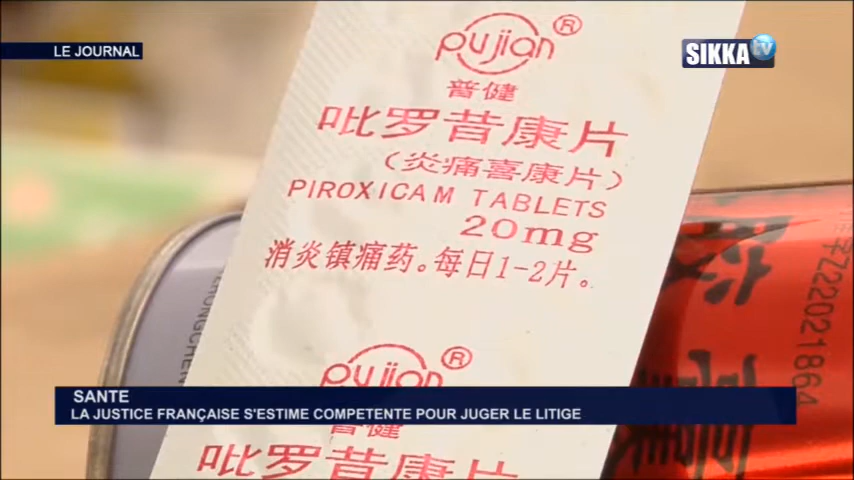 LE JOURNAL
SIKKA tv
pujian®
普健
吡罗昔康片
(炎痛喜康片)
PIROXICAM TABLETS
20mg
消炎镇痛药。每日1-2片。
Z22021864
pujian®
SANTE
LA JUSTICE FRANÇAISE S'ESTIME COMPETENTE POUR JUGER LE LITIGE
普健
吡罗昔康片